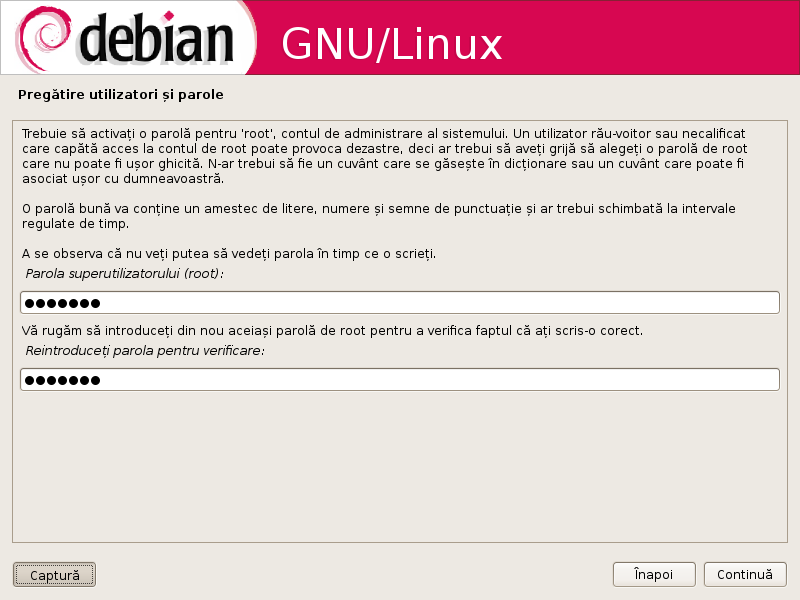 debian GNU/Linux
Pregătire utilizatori și parole
Trebuie să activați o parolă pentru 'root', contul de administrare al sistemului. Un utilizator rău-voitor sau necalificat
care capătă acces la contul de root poate provoca dezastre, deci ar trebui să aveți grijă să alegeți o parolă de root
care nu poate fi ușor ghicită. N-ar trebui să fie un cuvânt care se găsește în dicționare sau un cuvânt care poate fi
asociat ușor cu dumneavoastră.
O parolă bună va conține un amestec de litere, numere și semne de punctuație și ar trebui schimbată la intervale
regulate de timp.
A se observa că nu veți putea să vedeți parola în timp ce o scrieți.
Parola superutilizatorului (root):
●●●●●●●
Vă rugăm să introduceți din nou aceiași parolă de root pentru a verifica faptul că ați scris-o corect.
Reintroduceți parola pentru verificare:
●●●●●●●
Captură Înapoi Continuă